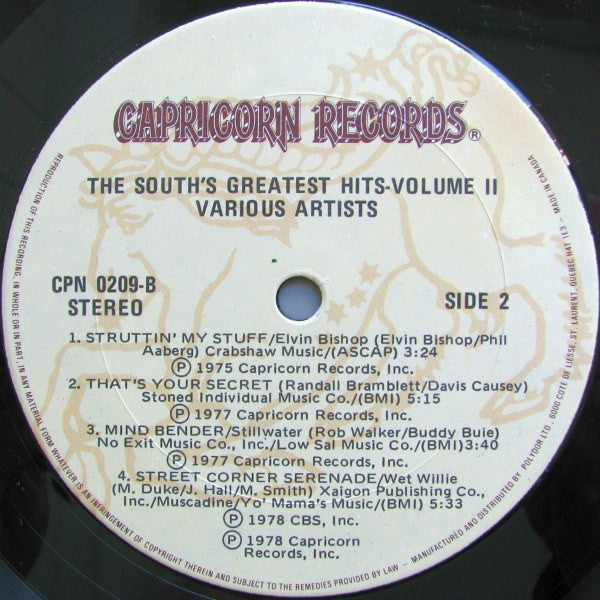 CAPRICORN RECORDS®
THE SOUTH'S GREATEST HITS-VOLUME II
VARIOUS ARTISTS
CPN 0209-B
STEREO
SIDE 2
1. STRUTTIN' MY STUFF/Elvin Bishop (Elvin Bishop/Phil
Aaberg) Crabshaw Music/(ASCAP) 3:24
Ⓟ 1975 Capricorn Records, Inc.
2. THAT'S YOUR SECRET (Randall Bramblett/Davis Causey)
Stoned Individual Music Co./(BMI) 5:15
Ⓟ 1977 Capricorn Records, Inc.
3. MIND BENDER/Stillwater (Rob Walker/Buddy Buie)
No Exit Music Co., Inc./Low Sal Music Co./(BMI)3:40
Ⓟ 1977 Capricorn Records, Inc.
4. STREET CORNER SERENADE/Wet Willie
(M. Duke/J. Hall/M. Smith) Xaigon Publishing Co.,
Inc./Muscadine/Yo' Mama's Music/(BMI) 5:33
Ⓟ 1978 CBS, Inc.
Ⓟ 1978 Capricorn
Records, Inc.
REPRODUCTION OF THIS RECORDING, IN WHOLE OR IN PART, IN ANY MATERIAL FORM WHATEVER IS AN INFRINGEMENT OF COPYRIGHT THEREIN AND SUBJECT TO THE REMEDIES PROVIDED BY LAW — MANUFACTURED AND DISTRIBUTED BY POLYDOR LTD. 6000 COTE DE LIESSE, ST. LAURENT, QUEBEC H4T 1E3 — MADE IN CANADA